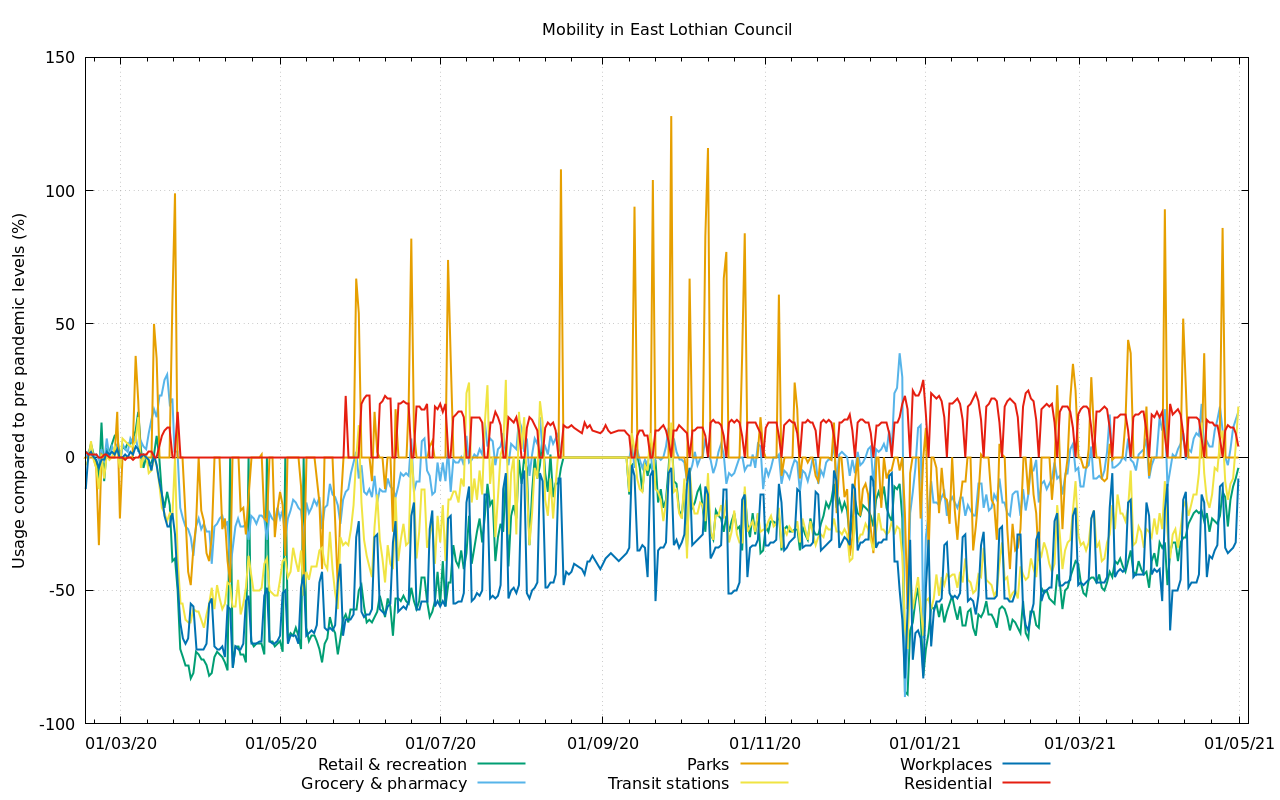 Mobility in East Lothian Council
Usage compared to pre pandemic levels (%)
150
100
50
0
-50
-100
01/03/20 01/05/20 01/07/20 01/09/20 01/11/20 01/01/21 01/03/21 01/05/21
Retail & recreation Parks Workplaces
Grocery & pharmacy Transit stations Residential